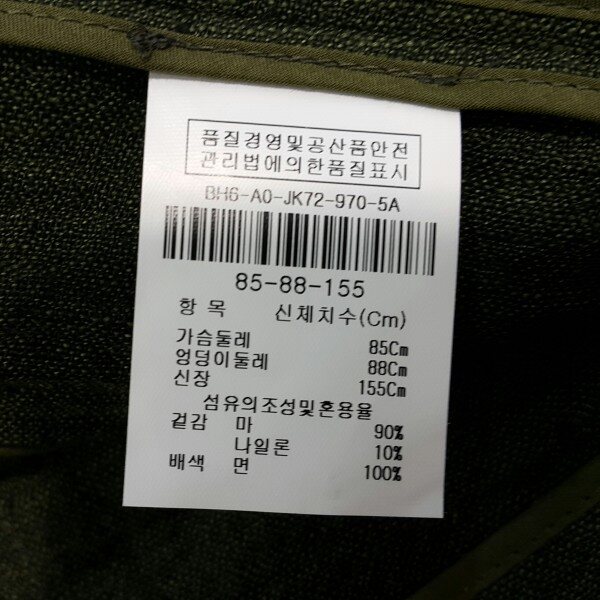 품질경영및공산품안전
관리법에의한품질표시
BH6-A0-JK72-970-5A
85-88-155
항 목 신체치수(Cm)
가슴둘레 85Cm
엉덩이둘레 88Cm
신장 155Cm
섬유의조성및혼용율
겉감 마 90%
나일론 10%
배색 면 100%